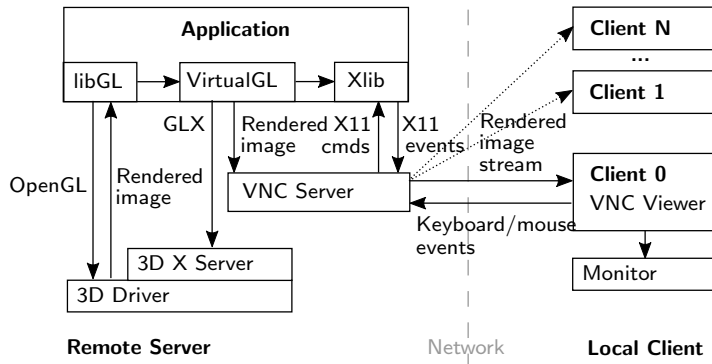 Application
Client N
...
libGL
VirtualGL
Xlib
Client 1
GLX
Rendered
image
X11
cmds
X11
events
Rendered
image
stream
OpenGL
Rendered
image
VNC Server
Client 0
VNC Viewer
Keyboard/mouse
events
3D X Server
3D Driver
Monitor
Remote Server
Network
Local Client